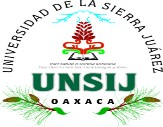 UNIVERSIDAD DE LA SIERRA JUÁREZ
UNSIJ
OAXACA